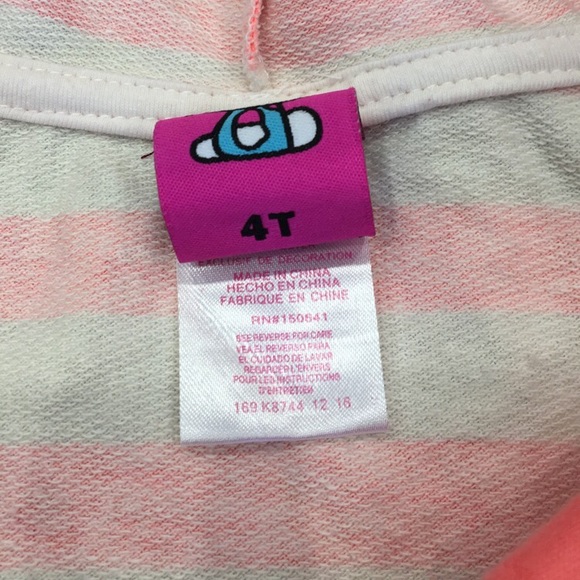 4T
EXCLUSIF DE DECORATION
MADE IN CHINA
HECHO EN CHINA
FABRIQUE EN CHINE
RN#150541
SEE REVERSE FOR CARE
VEA EL REVERSO PARA
EL CUIDADO DE LAVAR
REGARDER L'ENVERS
POUR LES INSTRUCTIONS
D'ENTRETIEN
169 K8744 12 16